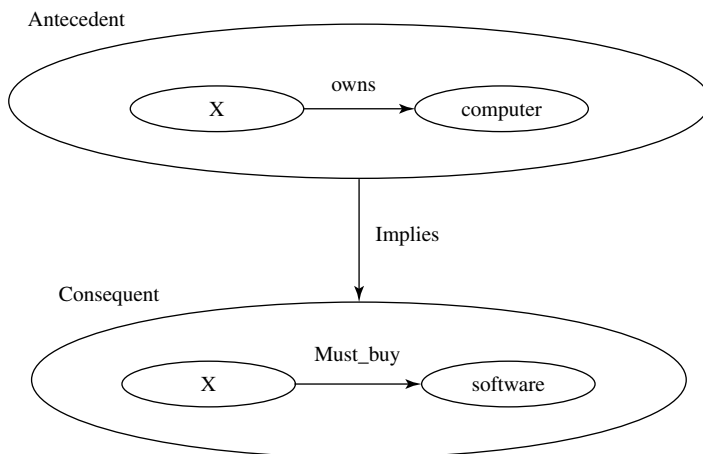 Antecedent
owns
X
computer
Implies
Consequent
Must_buy
X
software